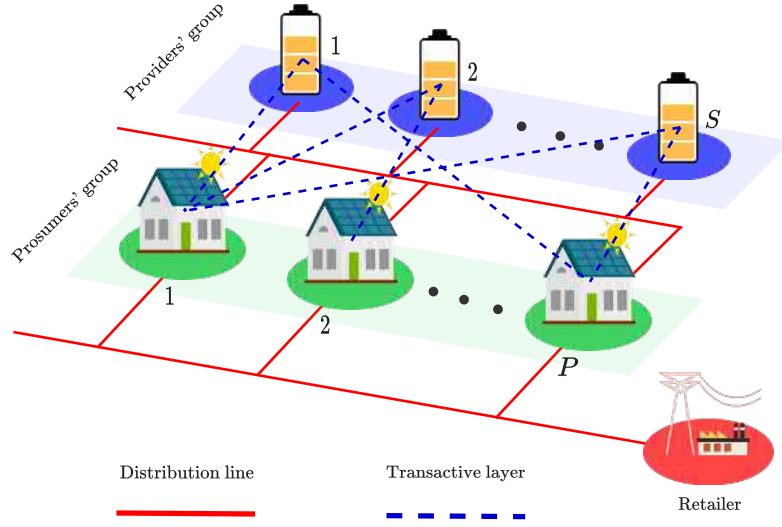 Providers' group
1
2
S
Prosumers' group
1
2
P
Distribution line
Transactive layer
Retailer